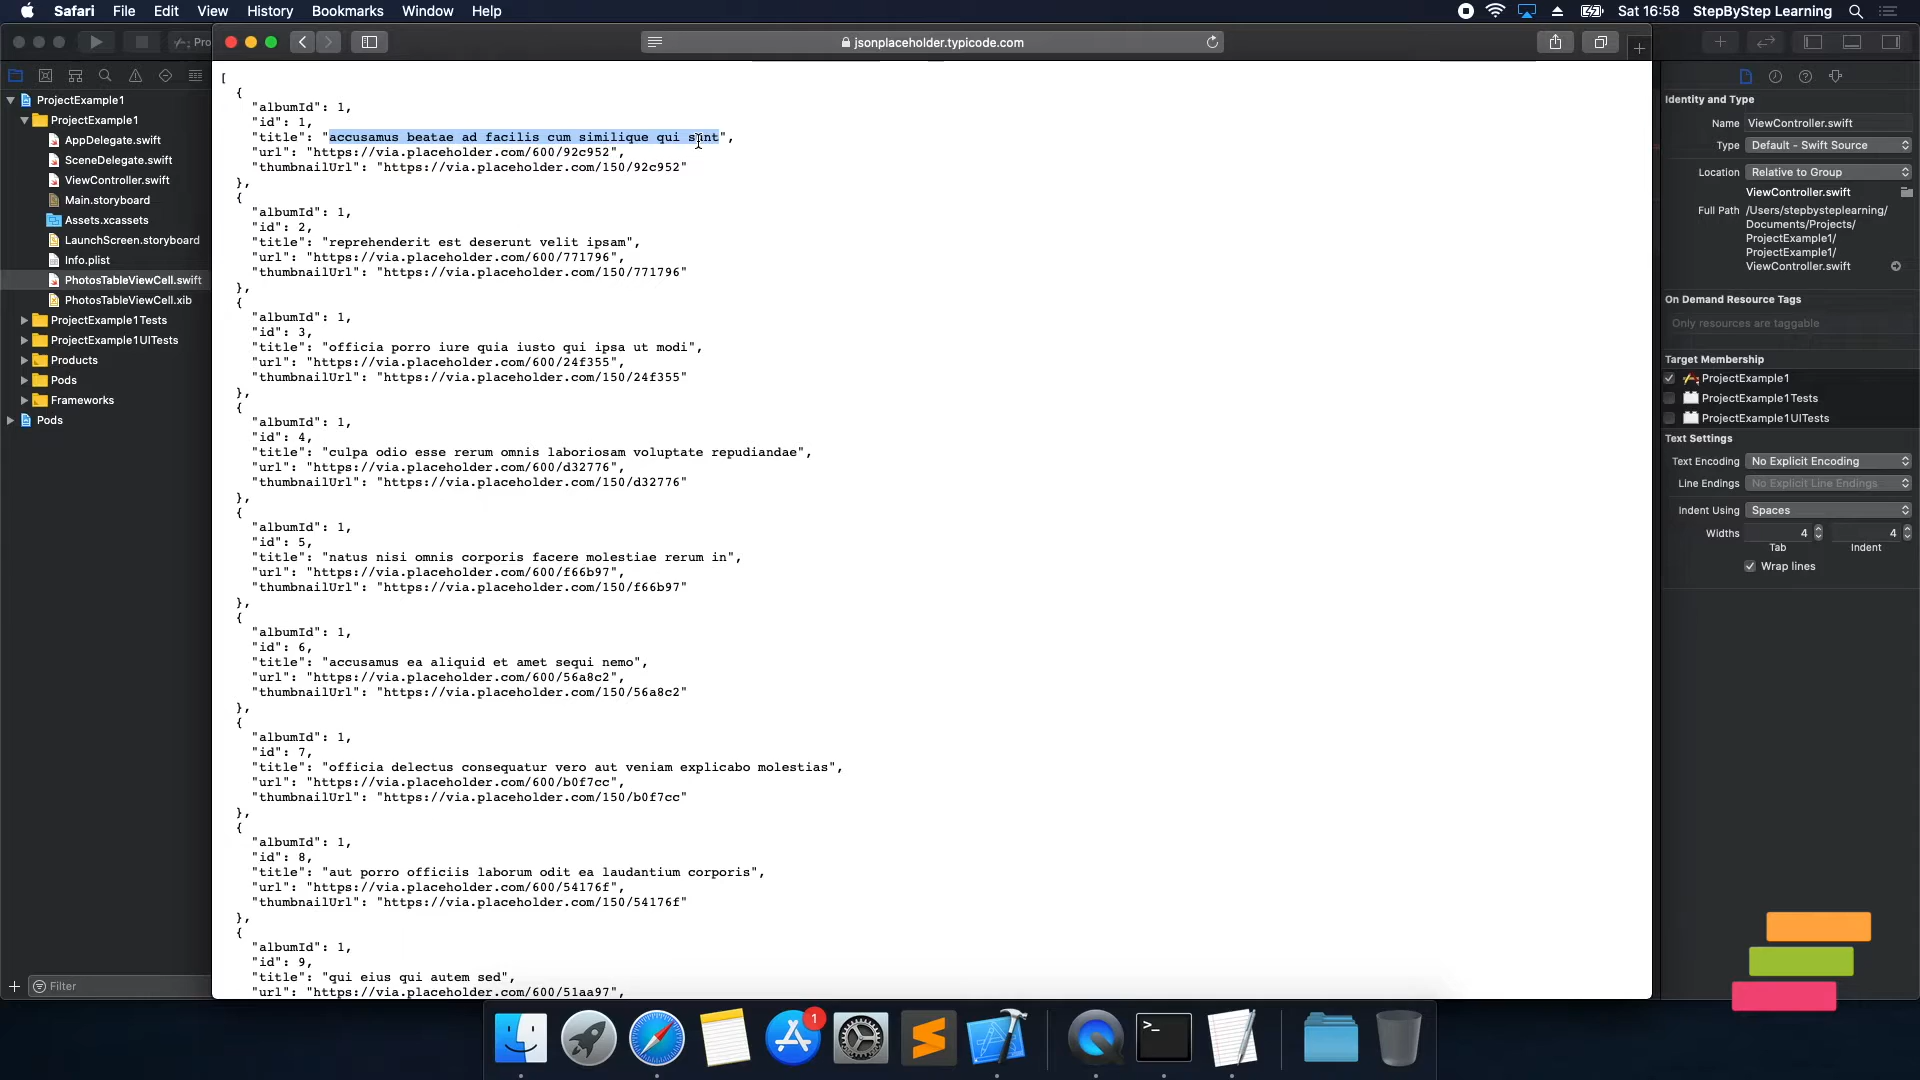 Safari File Edit View History Bookmarks Window Help
Sat 16:58 StepByStep Learning
Pro
jsonplaceholder.typicode.com
ProjectExample1
ProjectExample1
AppDelegate.swift
SceneDelegate.swift
ViewController.swift
Main.storyboard
Assets.xcassets
LaunchScreen.storyboard
Info.plist
PhotosTableViewCell.swift
PhotosTableViewCell.xib
ProjectExample1Tests
ProjectExample1UITests
Products
Pods
Frameworks
Pods
Filter
[
{
"albumId": 1,
"id": 1,
"title": "accusamus beatae ad facilis cum similique qui sunt",
"url": "https://via.placeholder.com/600/92c952",
"thumbnailUrl": "https://via.placeholder.com/150/92c952"
},
{
"albumId": 1,
"id": 2,
"title": "reprehenderit est deserunt velit ipsam",
"url": "https://via.placeholder.com/600/771796",
"thumbnailUrl": "https://via.placeholder.com/150/771796"
},
{
"albumId": 1,
"id": 3,
"title": "officia porro iure quia iusto qui ipsa ut modi",
"url": "https://via.placeholder.com/600/24f355",
"thumbnailUrl": "https://via.placeholder.com/150/24f355"
},
{
"albumId": 1,
"id": 4,
"title": "culpa odio esse rerum omnis laboriosam voluptate repudiandae",
"url": "https://via.placeholder.com/600/d32776",
"thumbnailUrl": "https://via.placeholder.com/150/d32776"
},
{
"albumId": 1,
"id": 5,
"title": "natus nisi omnis corporis facere molestiae rerum in",
"url": "https://via.placeholder.com/600/f66b97",
"thumbnailUrl": "https://via.placeholder.com/150/f66b97"
},
{
"albumId": 1,
"id": 6,
"title": "accusamus ea aliquid et amet sequi nemo",
"url": "https://via.placeholder.com/600/56a8c2",
"thumbnailUrl": "https://via.placeholder.com/150/56a8c2"
},
{
"albumId": 1,
"id": 7,
"title": "officia delectus consequatur vero aut veniam explicabo molestias",
"url": "https://via.placeholder.com/600/b0f7cc",
"thumbnailUrl": "https://via.placeholder.com/150/b0f7cc"
},
{
"albumId": 1,
"id": 8,
"title": "aut porro officiis laborum odit ea laudantium corporis",
"url": "https://via.placeholder.com/600/54176f",
"thumbnailUrl": "https://via.placeholder.com/150/54176f"
},
{
"albumId": 1,
"id": 9,
"title": "qui eius qui autem sed",
"url": "https://via.placeholder.com/600/51aa97",
Identity and Type
Name ViewController.swift
Type Default - Swift Source
Location Relative to Group
ViewController.swift
Full Path /Users/stepbysteplearning/
Documents/Projects/
ProjectExample1/
ProjectExample1/
ViewController.swift
On Demand Resource Tags
Only resources are taggable
Target Membership
ProjectExample1
ProjectExample1Tests
ProjectExample1UITests
Text Settings
Text Encoding No Explicit Encoding
Line Endings No Explicit Line Endings
Indent Using Spaces
Widths 4 4
Tab Indent
Wrap lines
1
>_